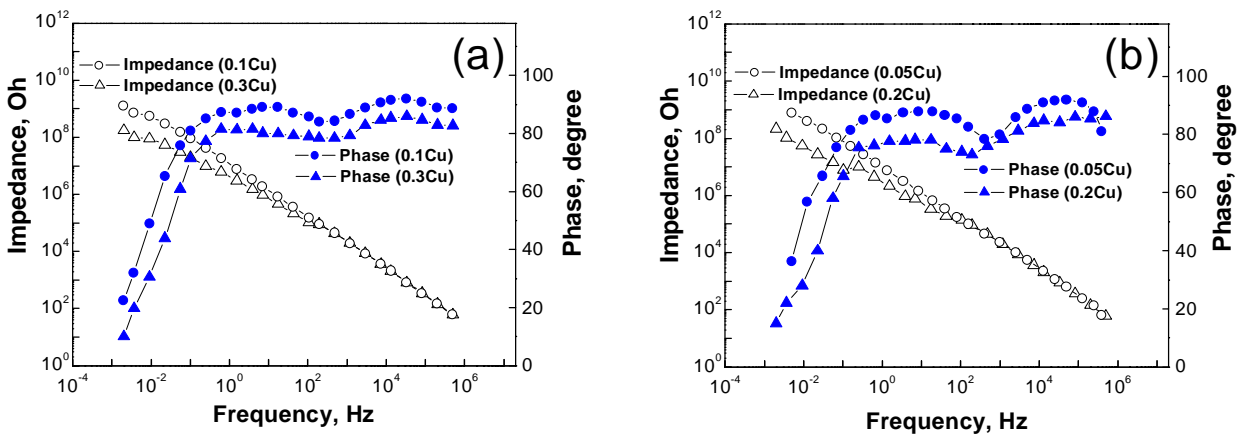 (a)
Impedance (0.1Cu)
Impedance (0.3Cu)
Phase (0.1Cu)
Phase (0.3Cu)
Impedance, Oh
10^12
10^10
10^8
10^6
10^4
10^2
10^0
Phase, degree
100
80
60
40
20
0
10^-4
10^-2
10^0
10^2
10^4
10^6
Frequency, Hz
(b)
Impedance (0.05Cu)
Impedance (0.2Cu)
Phase (0.05Cu)
Phase (0.2Cu)
Impedance, Oh
10^12
10^10
10^8
10^6
10^4
10^2
10^0
Phase, degree
100
80
60
40
20
0
10^-4
10^-2
10^0
10^2
10^4
10^6
Frequency, Hz